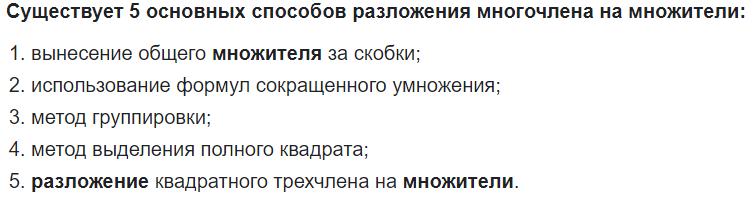 Существует 5 основных способов разложения многочлена на множители:
1. вынесение общего множителя за скобки;
2. использование формул сокращенного умножения;
3. метод группировки;
4. метод выделения полного квадрата;
5. разложение квадратного трехчлена на множители.